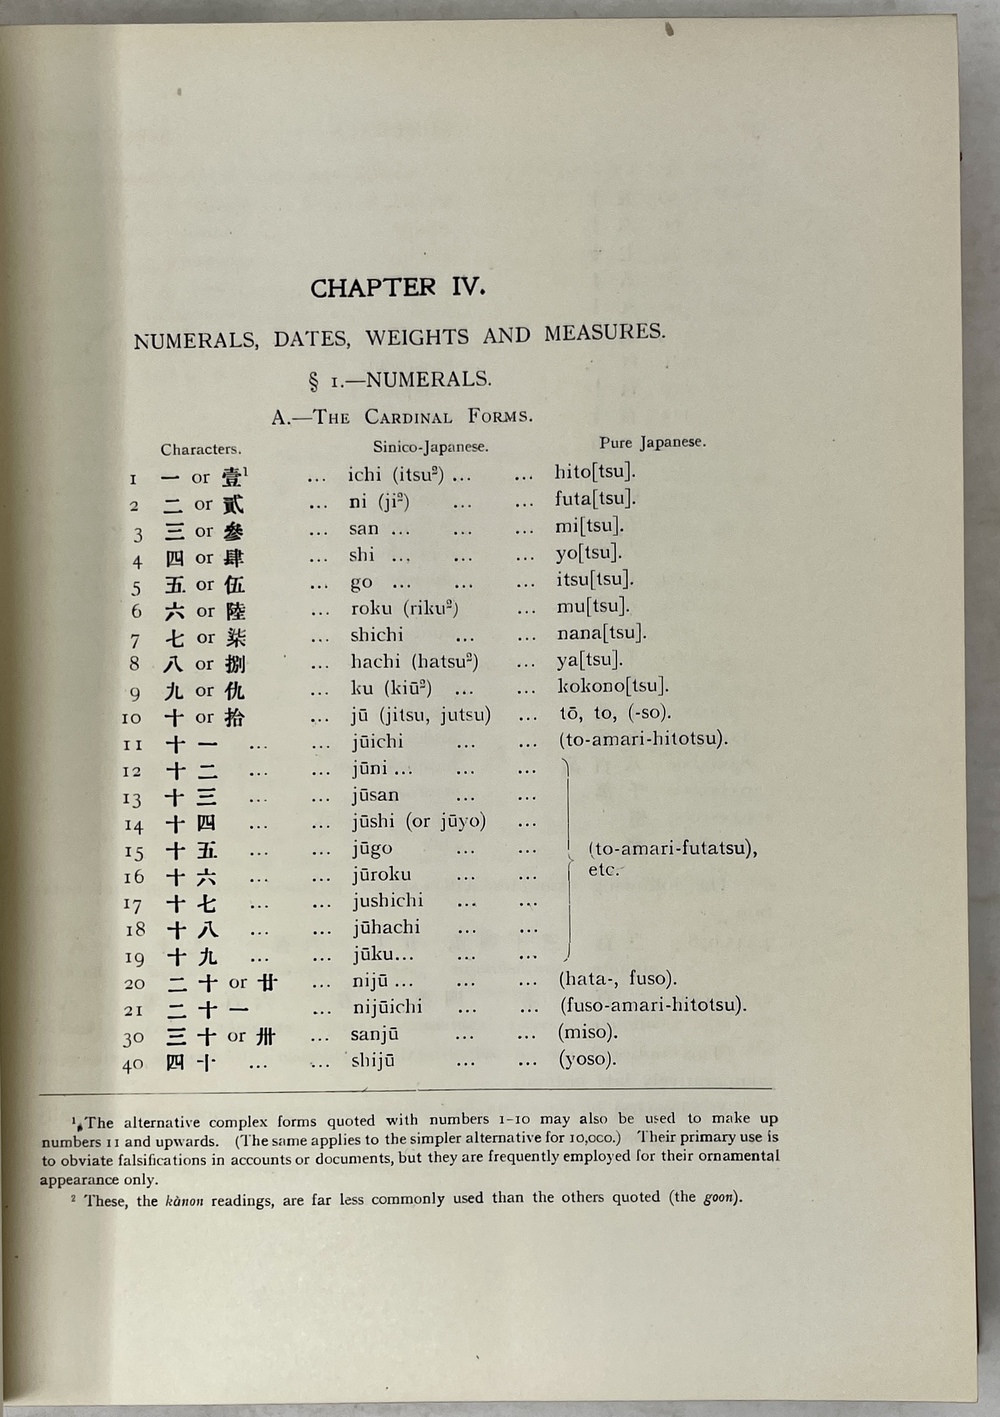 CHAPTER IV.
NUMERALS, DATES, WEIGHTS AND MEASURES.
§ 1.—NUMERALS.
A.—THE CARDINAL FORMS.
Characters. Sinico-Japanese. Pure Japanese.
1 一 or 壹¹ ... ichi (itsu²) ... ... hito[tsu].
2 二 or 貳 ... ni (ji²) ... ... futa[tsu].
3 三 or 參 ... san ... ... ... mi[tsu].
4 四 or 肆 ... shi ... ... ... yo[tsu].
5 五 or 伍 ... go ... ... ... itsu[tsu].
6 六 or 陸 ... roku (riku²) ... mu[tsu].
7 七 or 柒 ... shichi ... ... nana[tsu].
8 八 or 捌 ... hachi (hatsu²) ... ya[tsu].
9 九 or 仇 ... ku (kiū²) ... ... kokono[tsu].
10 十 or 拾 ... jū (jitsu, jutsu) ... tō, to, (-so).
11 十一 ... ... jūichi ... ... (to-amari-hitotsu).
12 十二 ... ... jūni ... ... ...
13 十三 ... ... jūsan ... ...
14 十四 ... ... jūshi (or jūyo) ...
15 十五 ... ... jūgo ... ... (to-amari-futatsu),
16 十六 ... ... jūroku ... ... etc.
17 十七 ... ... jushichi ... ...
18 十八 ... ... jūhachi ... ...
19 十九 ... ... jūku... ... ...
20 二十 or 廿 ... nijū ... ... ... (hata-, fuso).
21 二十一 ... nijūichi ... ... (fuso-amari-hitotsu).
30 三十 or 卅 ... sanjū ... ... (miso).
40 四十 ... ... shijū ... ... (yoso).
¹ The alternative complex forms quoted with numbers 1-10 may also be used to make up
numbers 11 and upwards. (The same applies to the simpler alternative for 10,000.) Their primary use is
to obviate falsifications in accounts or documents, but they are frequently employed for their ornamental
appearance only.
² These, the kànon readings, are far less commonly used than the others quoted (the goon).